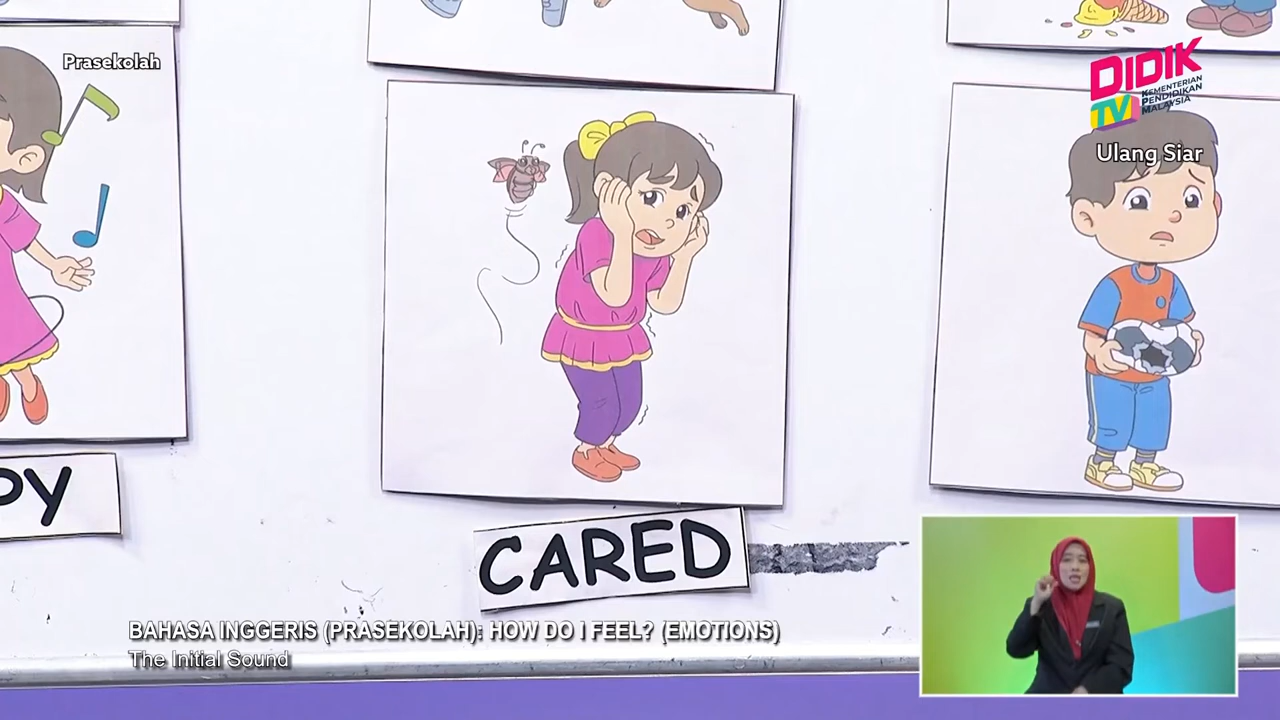 Prasekolah
DIDIK
TV
KEMENTERIAN
PENDIDIKAN
MALAYSIA
Ulang Siar
PY
CARED
BAHASA INGGERIS (PRASEKOLAH): HOW DO I FEEL? (EMOTIONS)
The Initial Sound